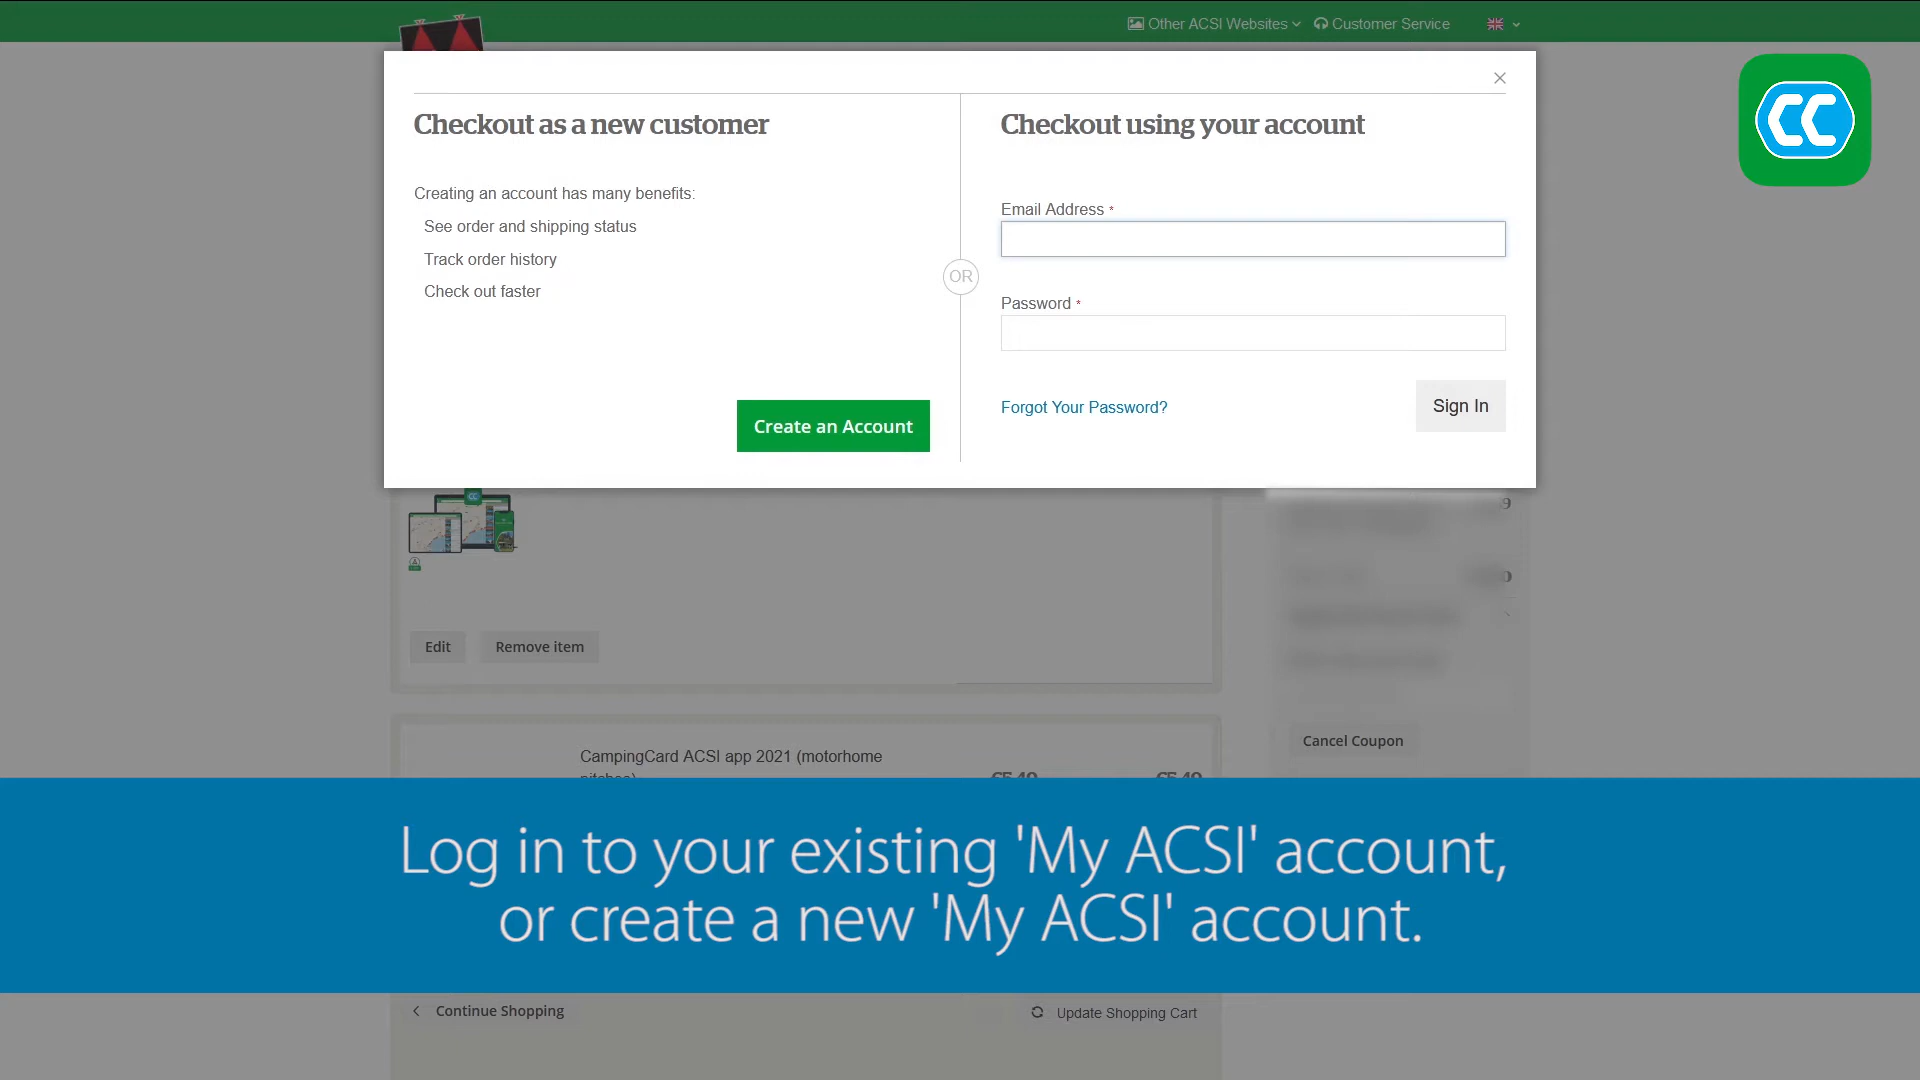 Other ACSI Websites
Customer Service
Checkout as a new customer
Creating an account has many benefits:
See order and shipping status
Track order history
Check out faster
Create an Account
OR
Checkout using your account
Email Address *
Password *
Forgot Your Password?
Sign In
CC
Edit
Remove item
CampingCard ACSI app 2021 (motorhome
Cancel Coupon
Log in to your existing 'My ACSI' account,
or create a new 'My ACSI' account.
Continue Shopping
Update Shopping Cart